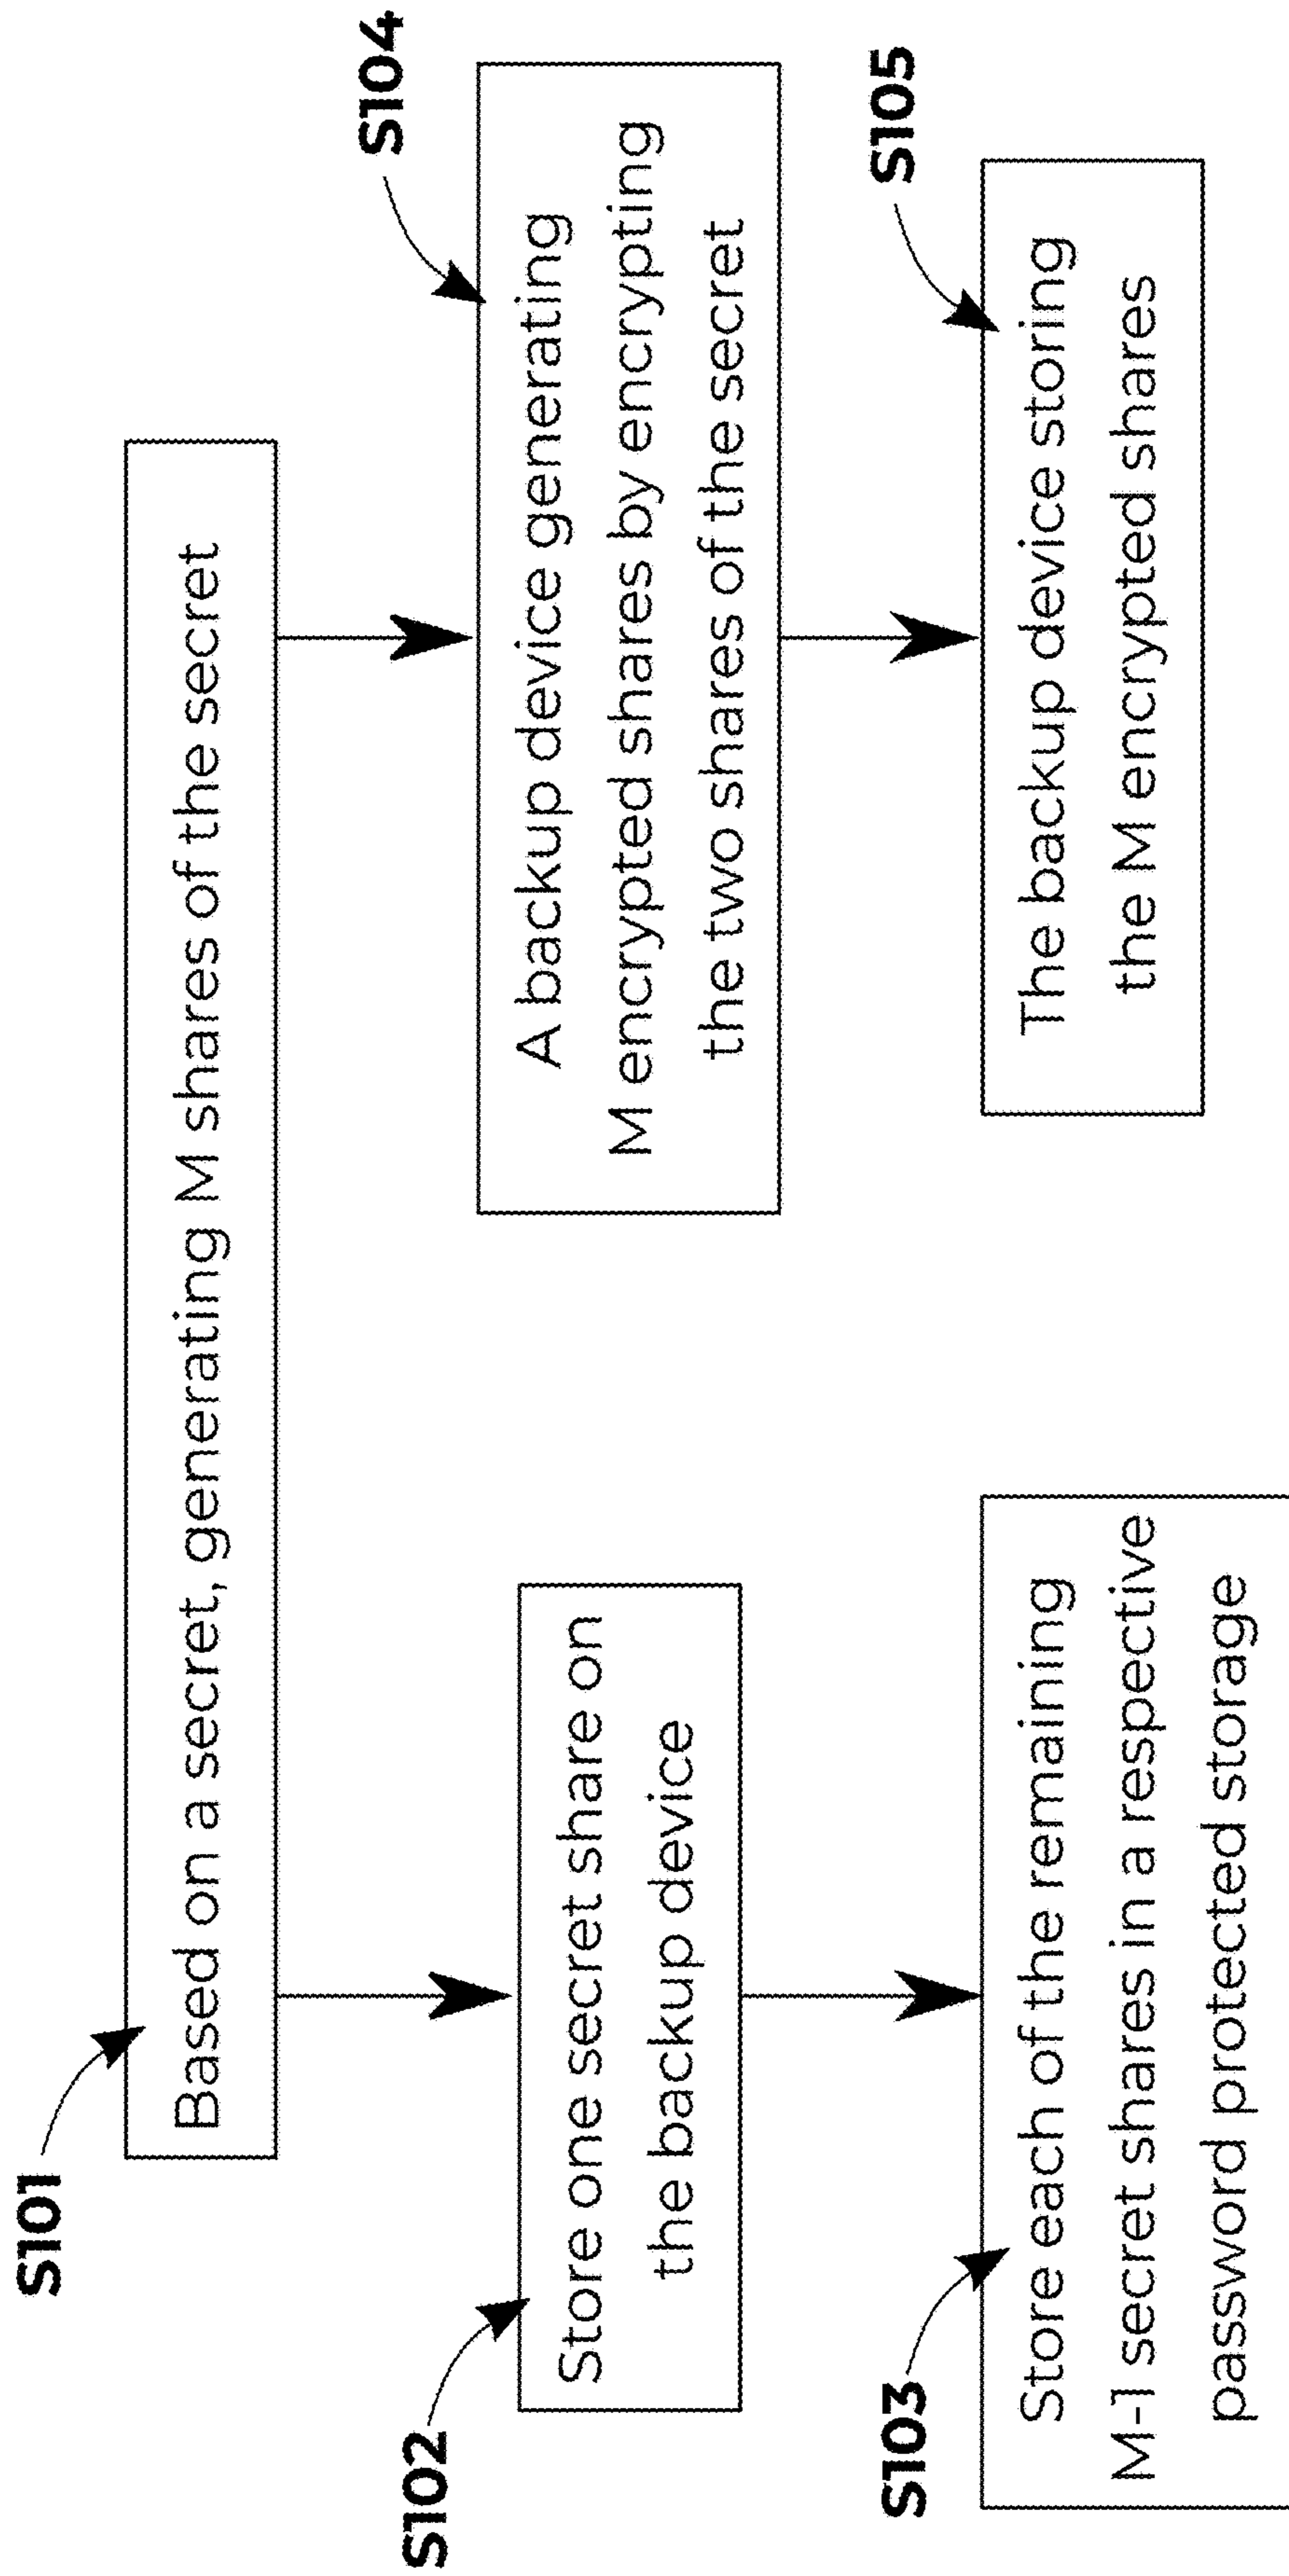 S101
Based on a secret, generating M shares of the secret
S102
Store one secret share on
the backup device
S103
Store each of the remaining
M-1 secret shares in a respective
password protected storage
S104
A backup device generating
M encrypted shares by encrypting
the two shares of the secret
S105
The backup device storing
the M encrypted shares